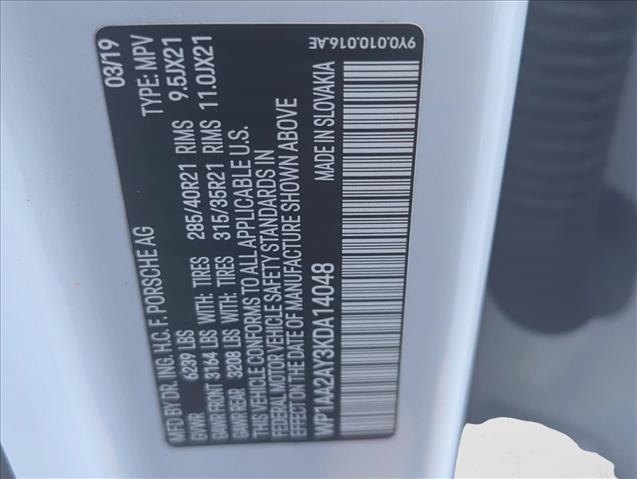 MFD BY DR. ING. H.C. F. PORSCHE AG 03/19
GVWR 6239 LBS TYPE: MPV
GAWR FRONT 3164 LBS WITH: TIRES 285/40R21 RIMS 9.5JX21
GAWR REAR 3208 LBS WITH: TIRES 315/35R21 RIMS 11.0JX21
THIS VEHICLE CONFORMS TO ALL APPLICABLE U.S.
FEDERAL MOTOR VEHICLE SAFETY STANDARDS IN
EFFECT ON THE DATE OF MANUFACTURE SHOWN ABOVE
WP1AA2AY3KDA14048 MADE IN SLOVAKIA
9Y0.010.016.AE